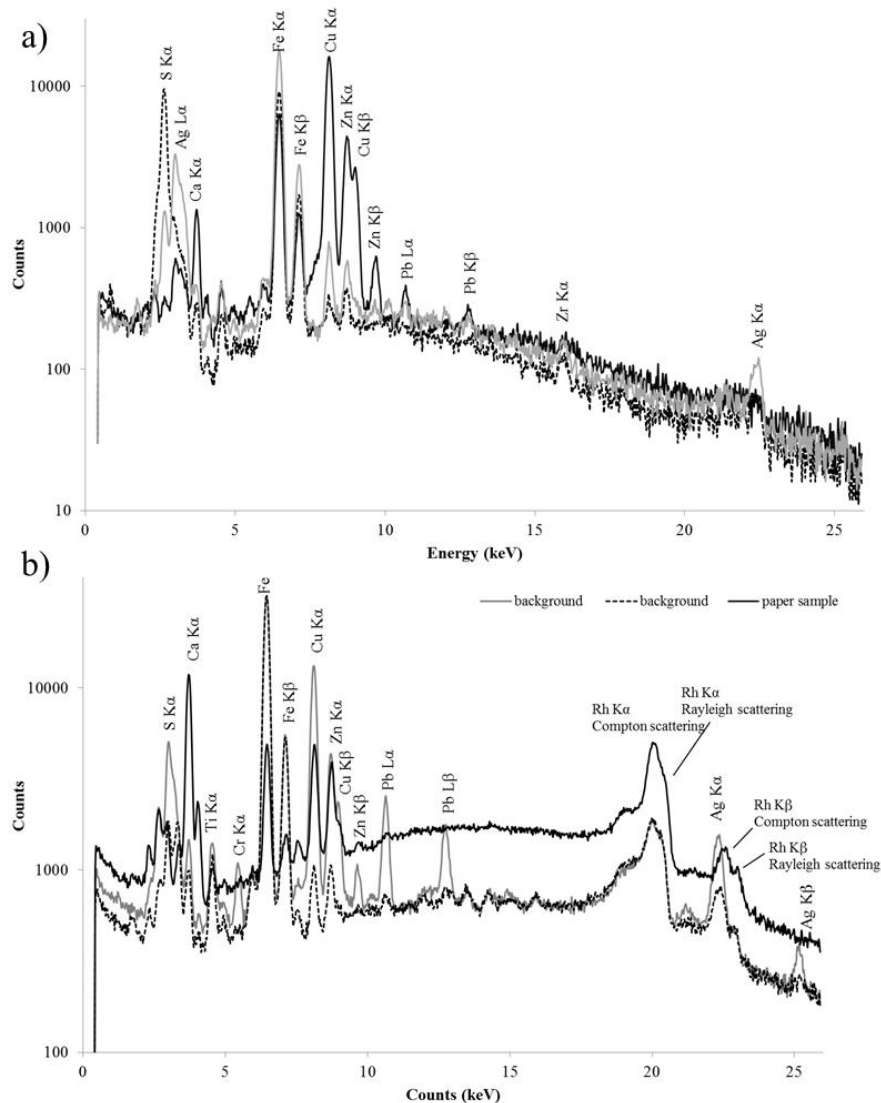 a)
S Kα
Ag Lα
Ca Kα
Fe Kα
Fe Kβ
Cu Kα
Zn Kα
Cu Kβ
Zn Kβ
Pb Lα
Pb Kβ
Zr Kα
Ag Kα
Counts
10000
1000
100
10
0 5 10 15 20 25
Energy (keV)
b)
background background paper sample
S Kα
Ca Kα
Ti Kα
Cr Kα
Fe
Fe Kβ
Cu Kα
Zn Kα
Cu Kβ
Zn Kβ
Pb Lα
Pb Lβ
Rh Kα
Compton scattering
Rh Kα
Rayleigh scattering
Ag Kα
Rh Kβ
Compton scattering
Rh Kβ
Rayleigh scattering
Ag Kβ
Counts
10000
1000
100
0 5 10 15 20 25
Counts (keV)